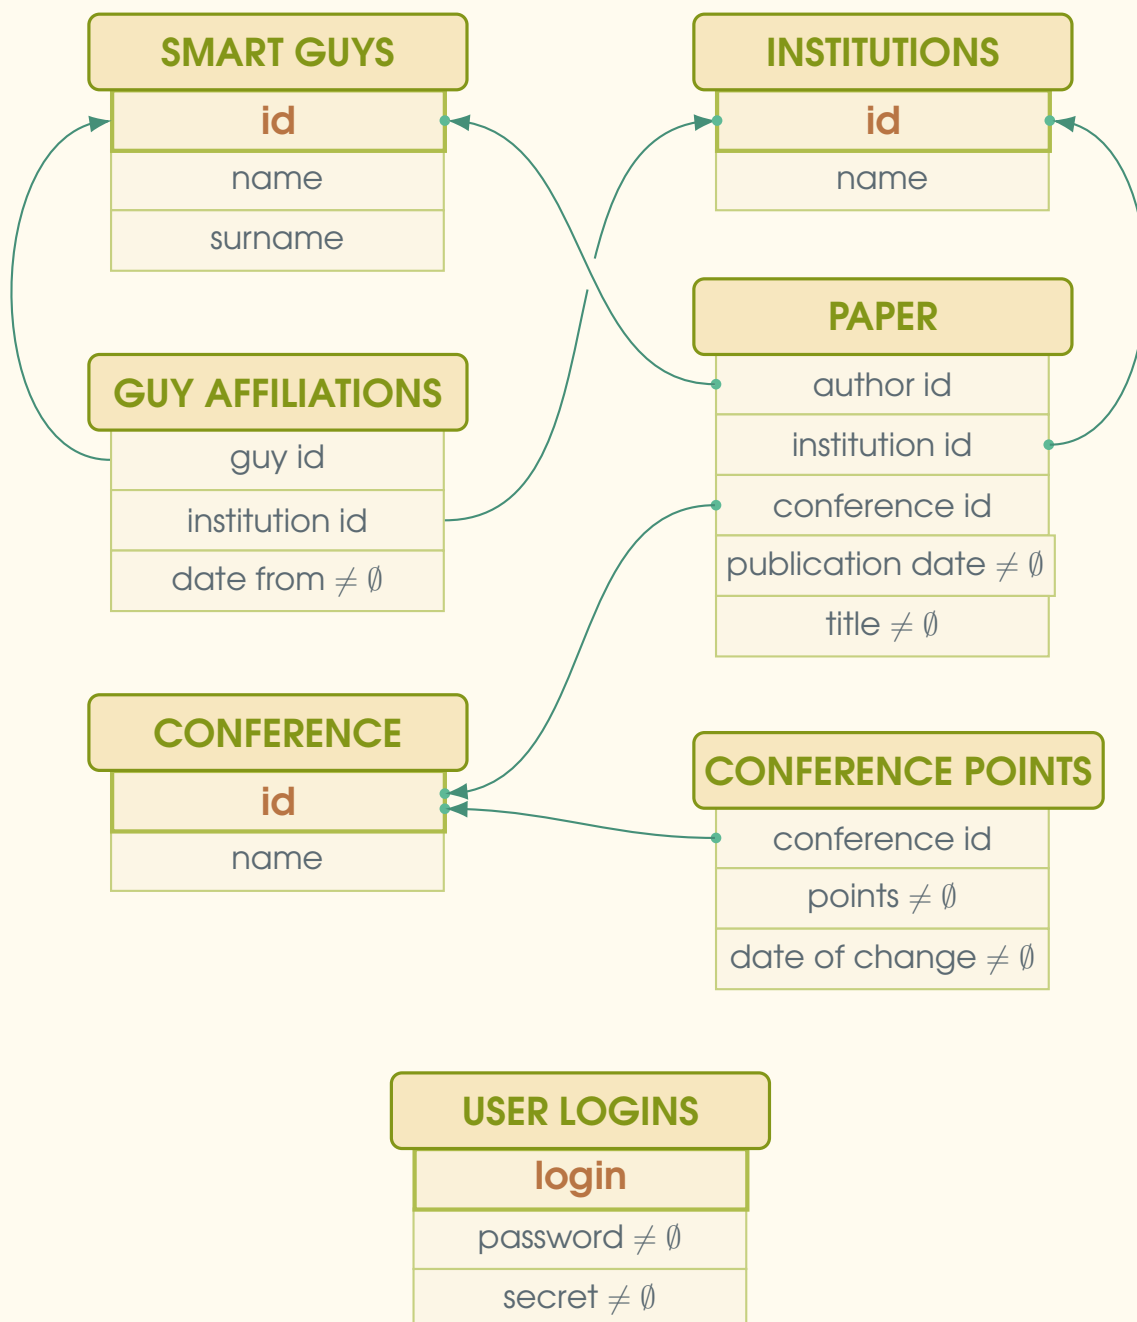 SMART GUYS
id
name
surname
INSTITUTIONS
id
name
GUY AFFILIATIONS
guy id
institution id
date from ≠ ∅
PAPER
author id
institution id
conference id
publication date ≠ ∅
title ≠ ∅
CONFERENCE
id
name
CONFERENCE POINTS
conference id
points ≠ ∅
date of change ≠ ∅
USER LOGINS
login
password ≠ ∅
secret ≠ ∅